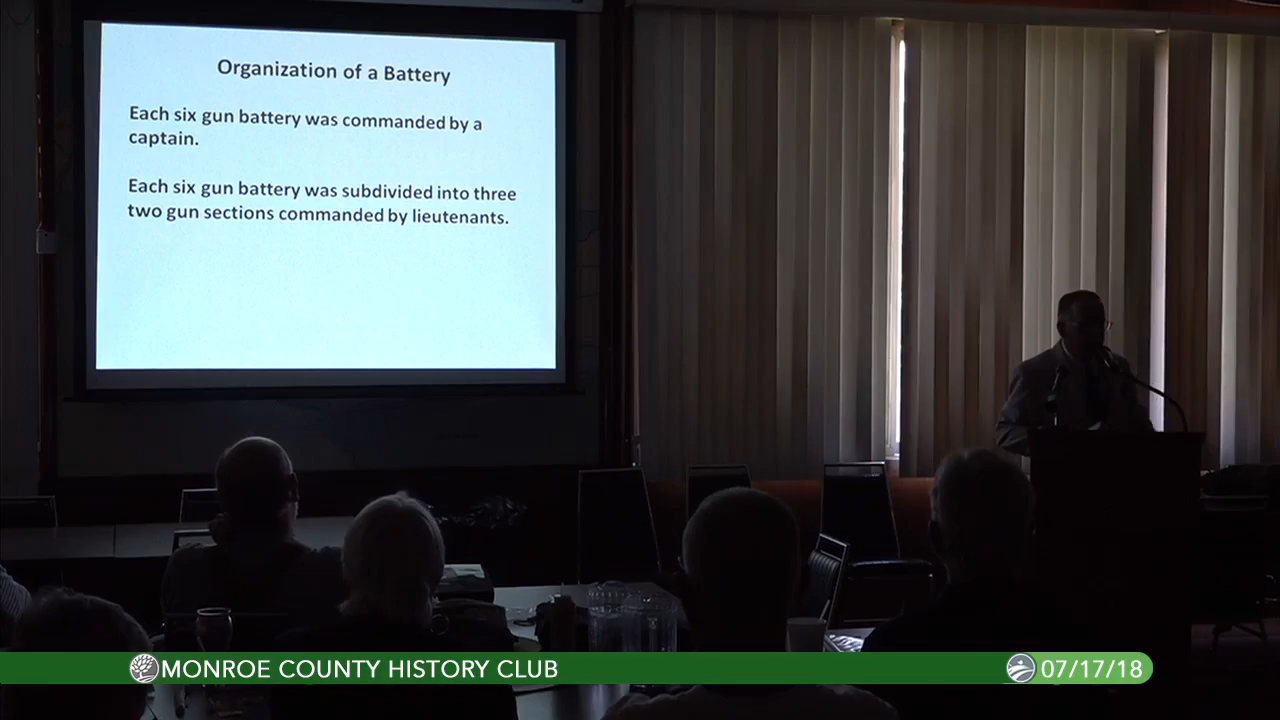 Organization of a Battery
Each six gun battery was commanded by a
captain.
Each six gun battery was subdivided into three
two gun sections commanded by lieutenants.
MONROE COUNTY HISTORY CLUB
07/17/18